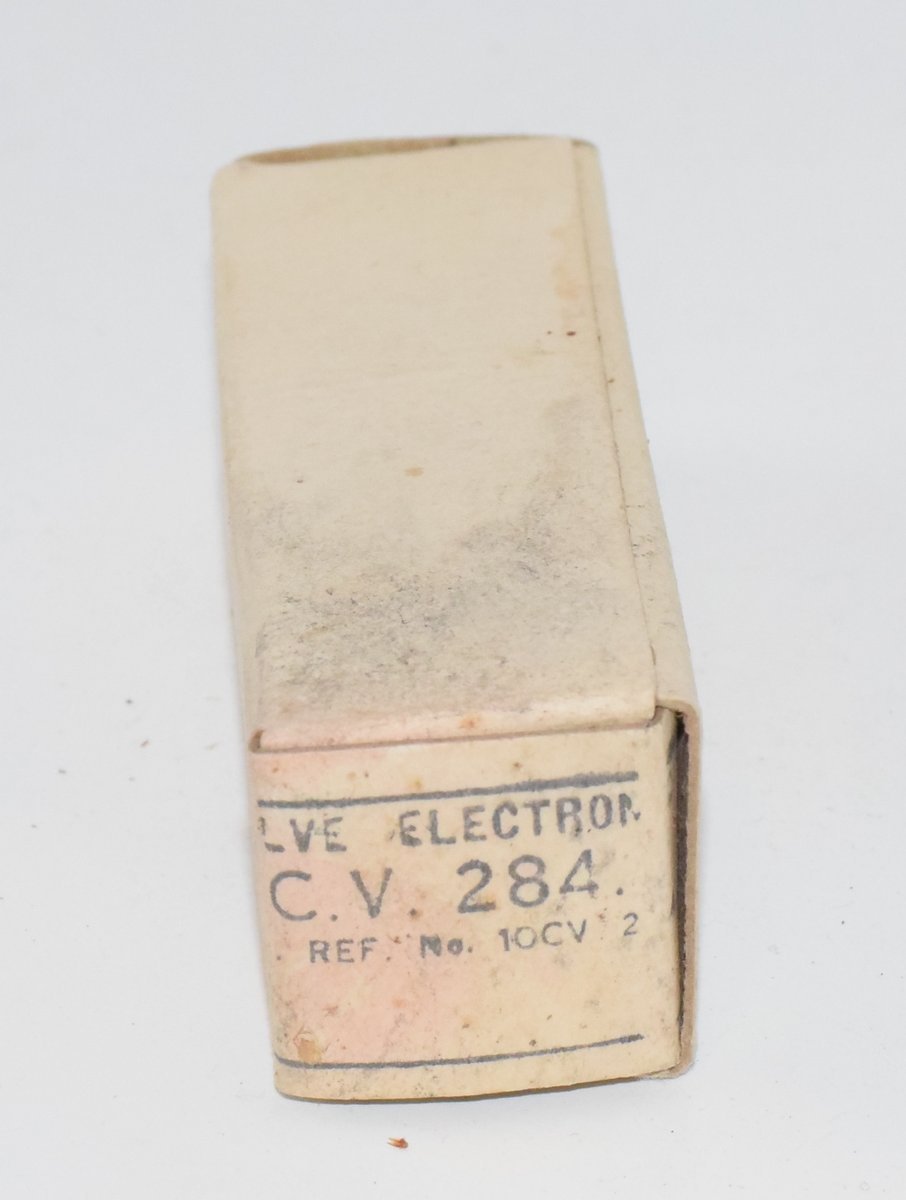 LVE ELECTRON
C.V. 284.
. REF. No. 10CV 2